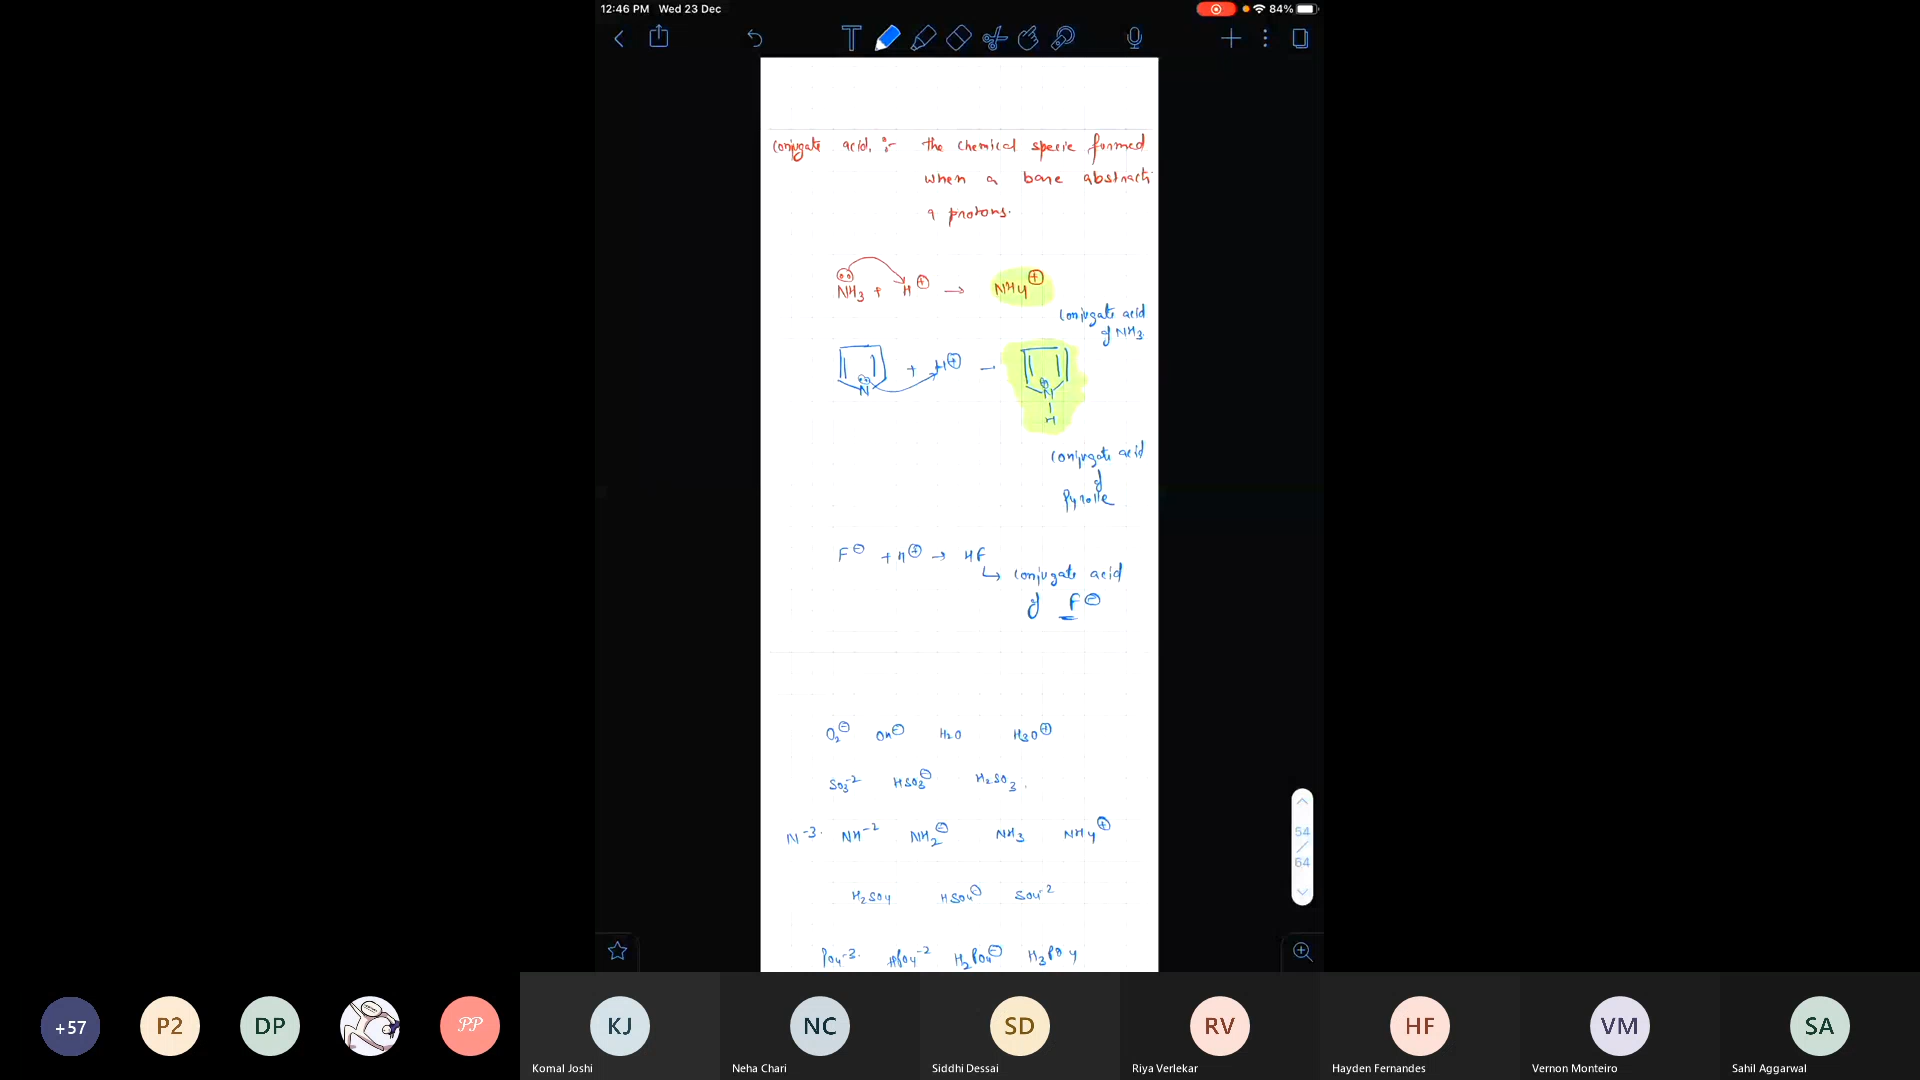 12:46 PM Wed 23 Dec
84%
T
conjugate acid :- the chemical specie formed
when a base abstract
a protons.
NH3 + H⊕ → NH4⊕
conjugate acid
of NH3.
N + H⊕ → N
H
conjugate acid
of
Pyrolle
F⊖ + H⊕ → HF
↳ conjugate acid
of F⊖
O2⊖ OH⊖ H2O H3O⊕
SO3-2 HSO3⊖ H2SO3.
N-3. NH-2 NH2⊖ NH3 NH4⊕
H2SO4 HSO4⊖ SO4-2
PO4-3. HPO4-2 H2PO4⊖ H3PO4
54
/
64
+57 P2 DP PP KJ NC SD RV HF VM SA
Komal Joshi Neha Chari Siddhi Dessai Riya Verlekar Hayden Fernandes Vernon Monteiro Sahil Aggarwal